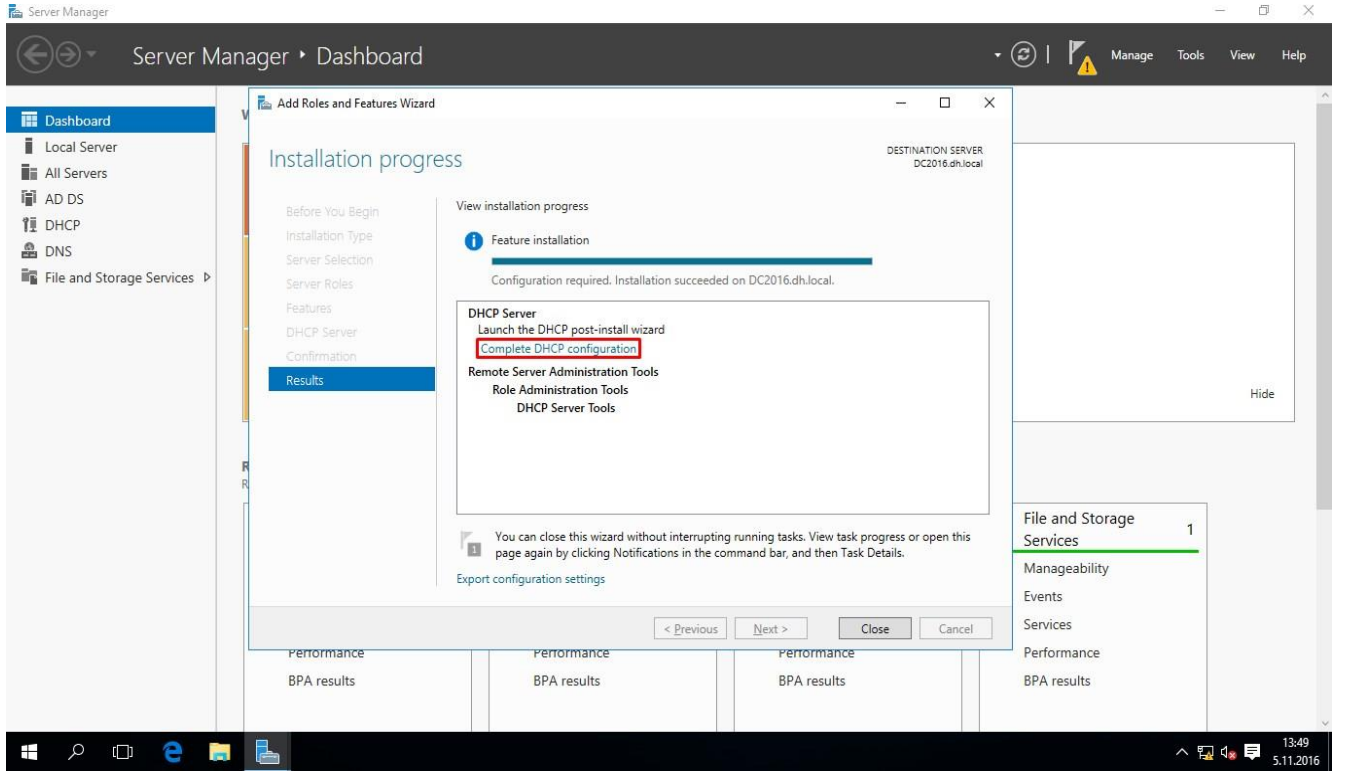 Server Manager
Server Manager • Dashboard
Manage
Tools
View
Help
Dashboard
Local Server
All Servers
AD DS
DHCP
DNS
File and Storage Services
Add Roles and Features Wizard
Installation progress
DESTINATION SERVER
DC2016.dh.local
Before You Begin
Installation Type
Server Selection
Server Roles
Features
DHCP Server
Confirmation
Results
View installation progress
Feature installation
Configuration required. Installation succeeded on DC2016.dh.local.
DHCP Server
Launch the DHCP post-install wizard
Complete DHCP configuration
Remote Server Administration Tools
Role Administration Tools
DHCP Server Tools
1
You can close this wizard without interrupting running tasks. View task progress or open this
page again by clicking Notifications in the command bar, and then Task Details.
Export configuration settings
< Previous
Next >
Close
Cancel
Hide
File and Storage
Services
1
Manageability
Events
Services
Performance
BPA results
Performance
BPA results
Performance
BPA results
Performance
BPA results
13:49
5.11.2016